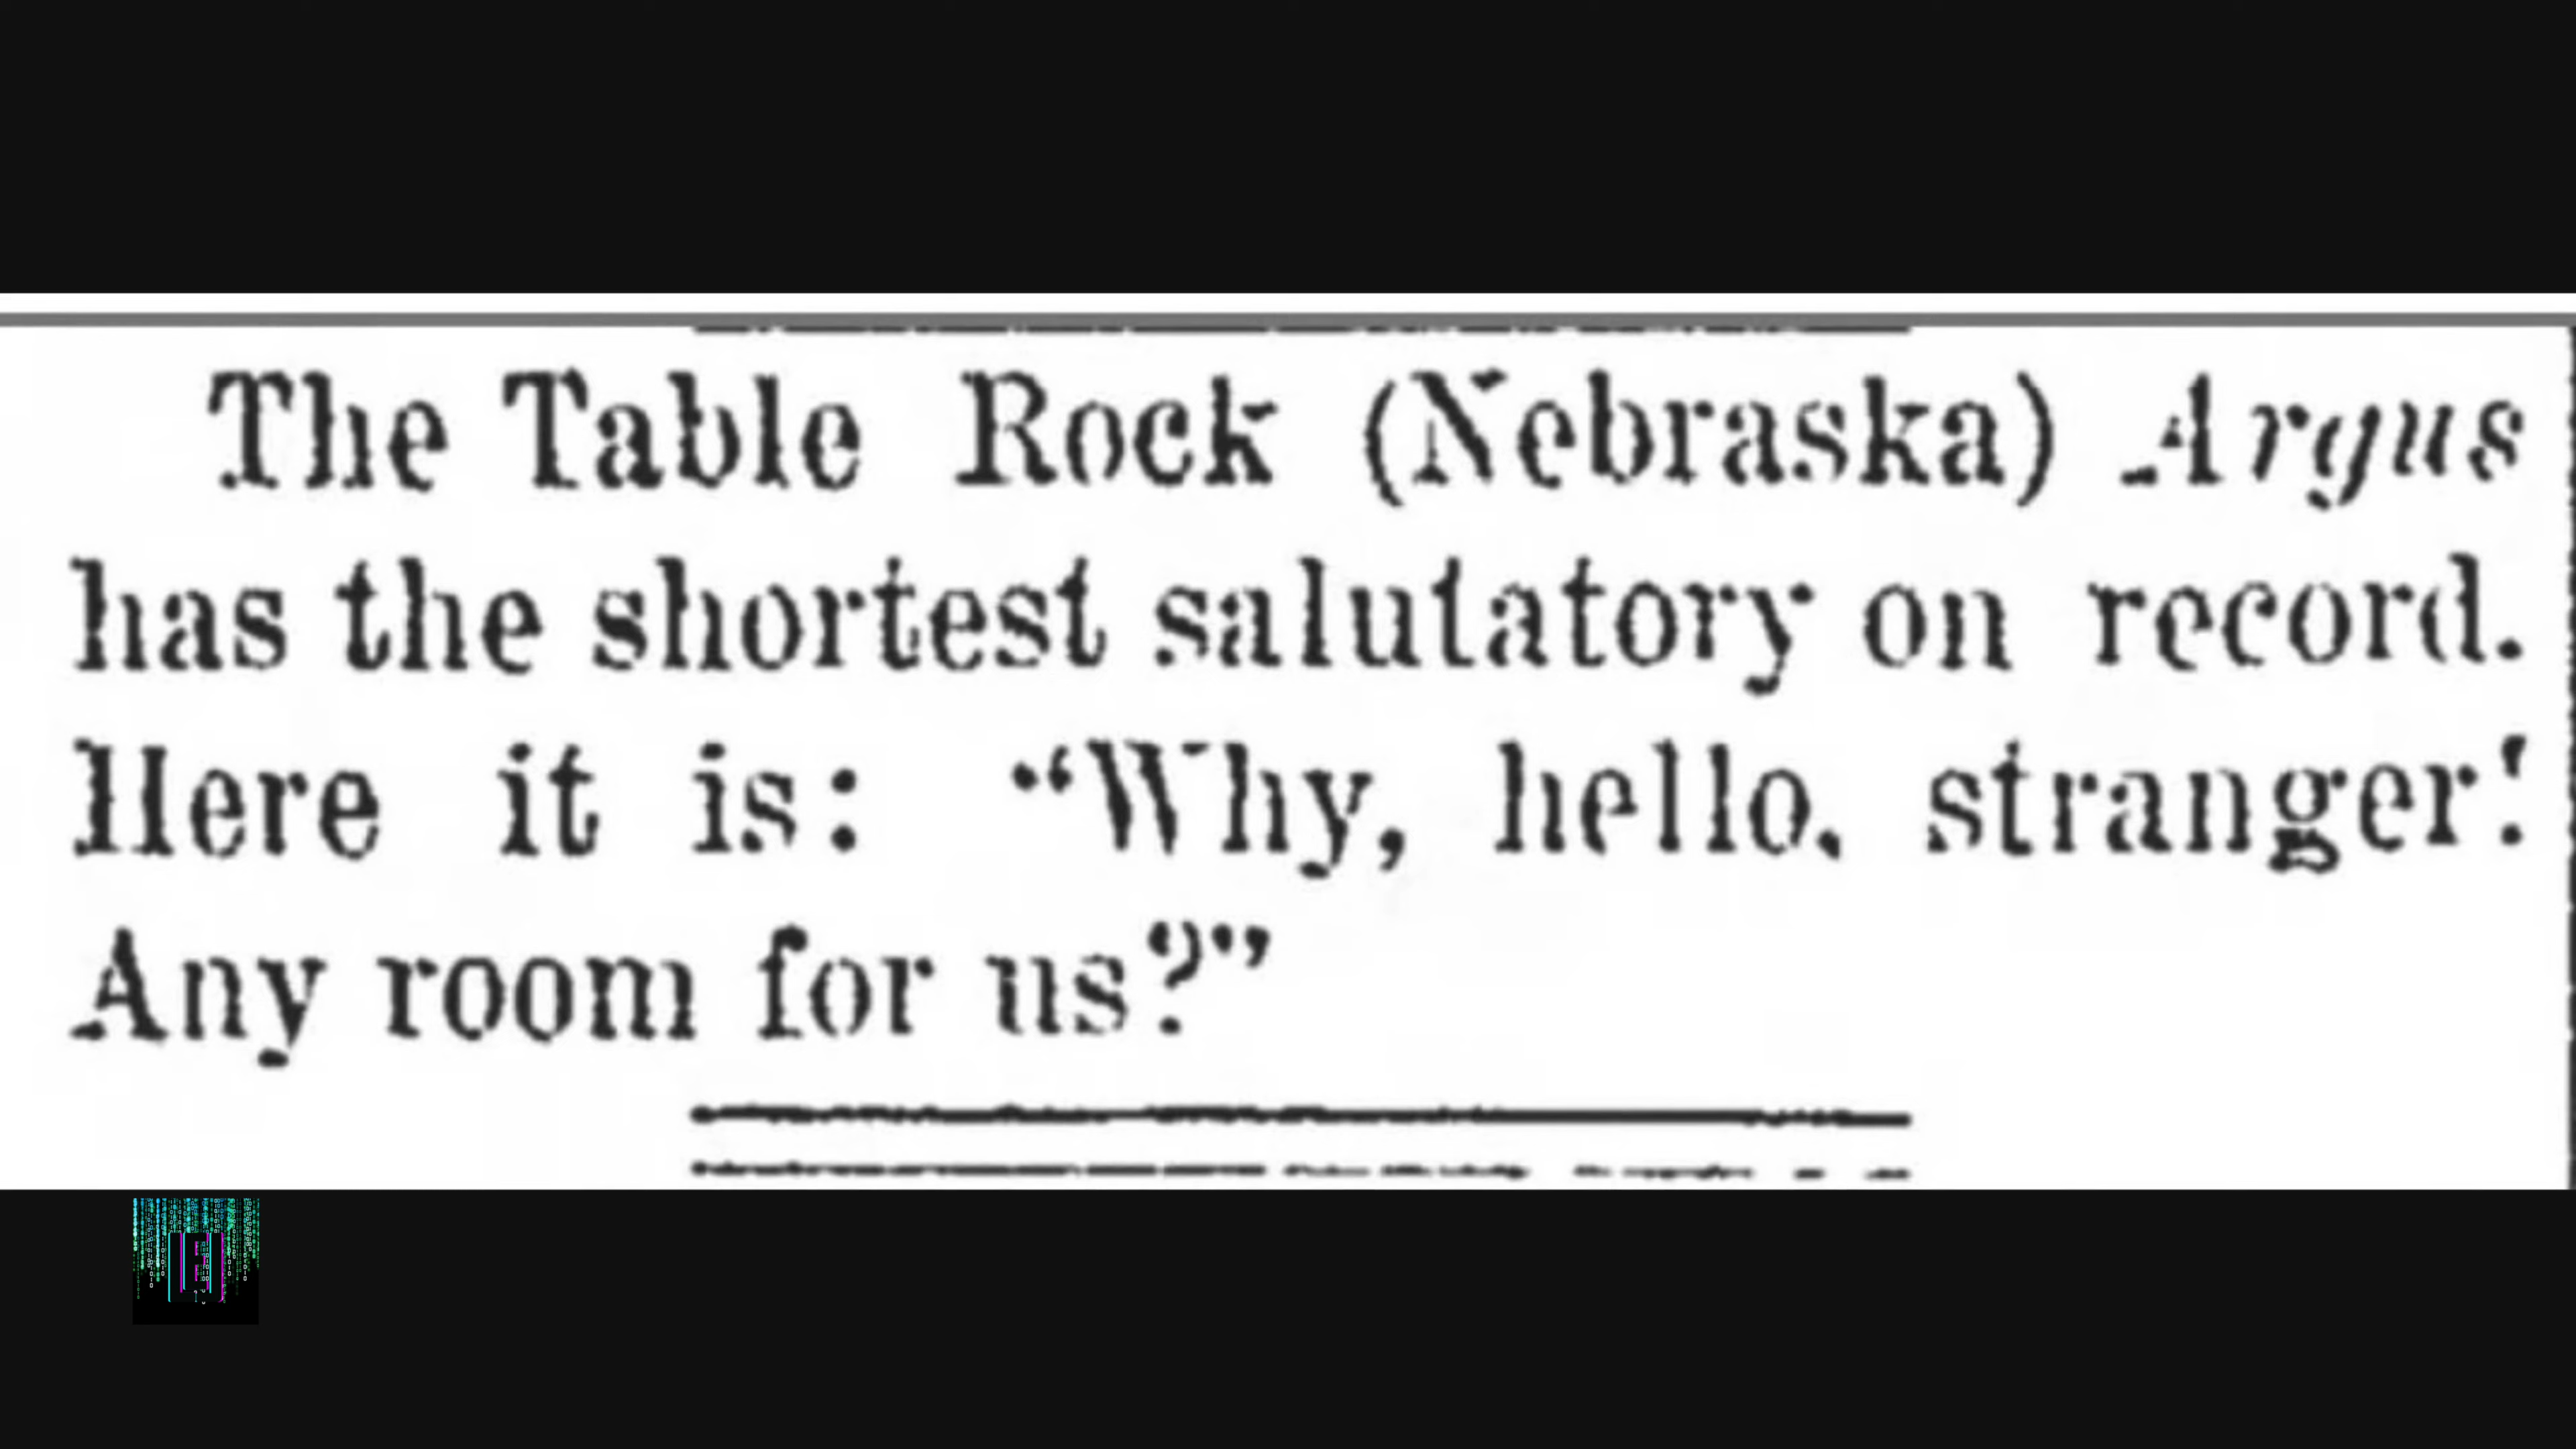 The Table Rock (Nebraska) Argus
has the shortest salutatory on record.
Here it is: “Why, hello, stranger!
Any room for us?”